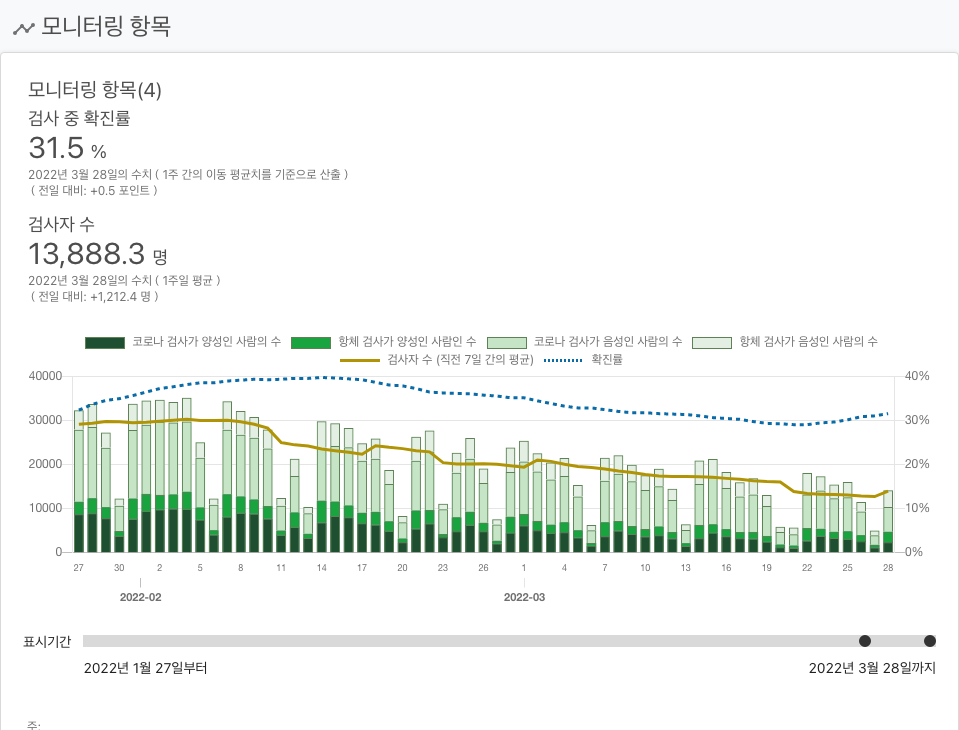 모니터링 항목
모니터링 항목(4)
검사 중 확진률
31.5 %
2022년 3월 28일의 수치 ( 1주 간의 이동 평균치를 기준으로 산출 )
( 전일 대비: +0.5 포인트 )
검사자 수
13,888.3 명
2022년 3월 28일의 수치 ( 1주일 평균 )
( 전일 대비: +1,212.4 명 )
코로나 검사가 양성인 사람의 수 항체 검사가 양성인 사람인 수 코로나 검사가 음성인 사람의 수 항체 검사가 음성인 사람의 수
검사자 수 (직전 7일 간의 평균) 확진률
40000 40%
30000 30%
20000 20%
10000 10%
0 0%
27 30 2 5 8 11 14 17 20 23 26 1 4 7 10 13 16 19 22 25 28
2022-02 2022-03
표시기간
2022년 1월 27일부터 2022년 3월 28일까지
주: